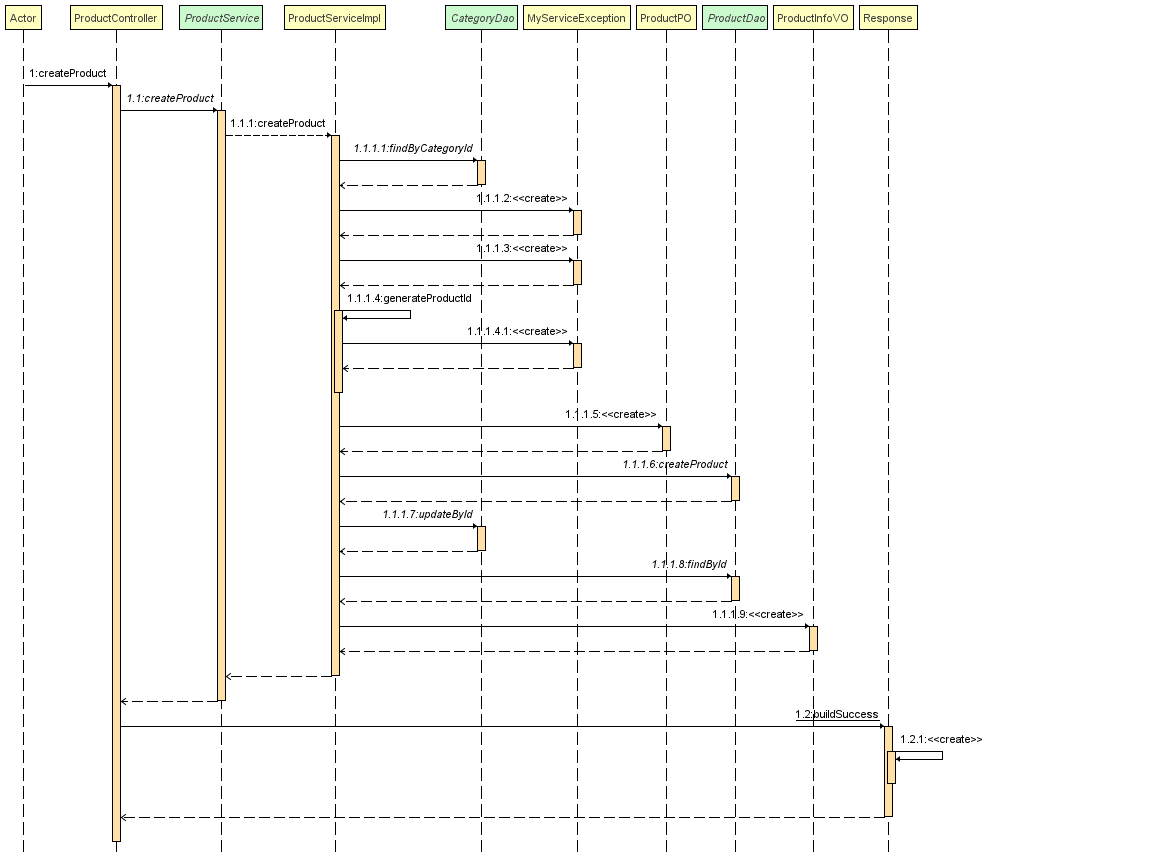 Actor
ProductController
ProductService
ProductServiceImpl
CategoryDao
MyServiceException
ProductPO
ProductDao
ProductInfoVO
Response
1:createProduct
1.1:createProduct
1.1.1:createProduct
1.1.1.1:findByCategoryId
1.1.1.2:<<create>>
1.1.1.3:<<create>>
1.1.1.4:generateProductId
1.1.1.4.1:<<create>>
1.1.1.5:<<create>>
1.1.1.6:createProduct
1.1.1.7:updateById
1.1.1.8:findById
1.1.1.9:<<create>>
1.2:buildSuccess
1.2.1:<<create>>